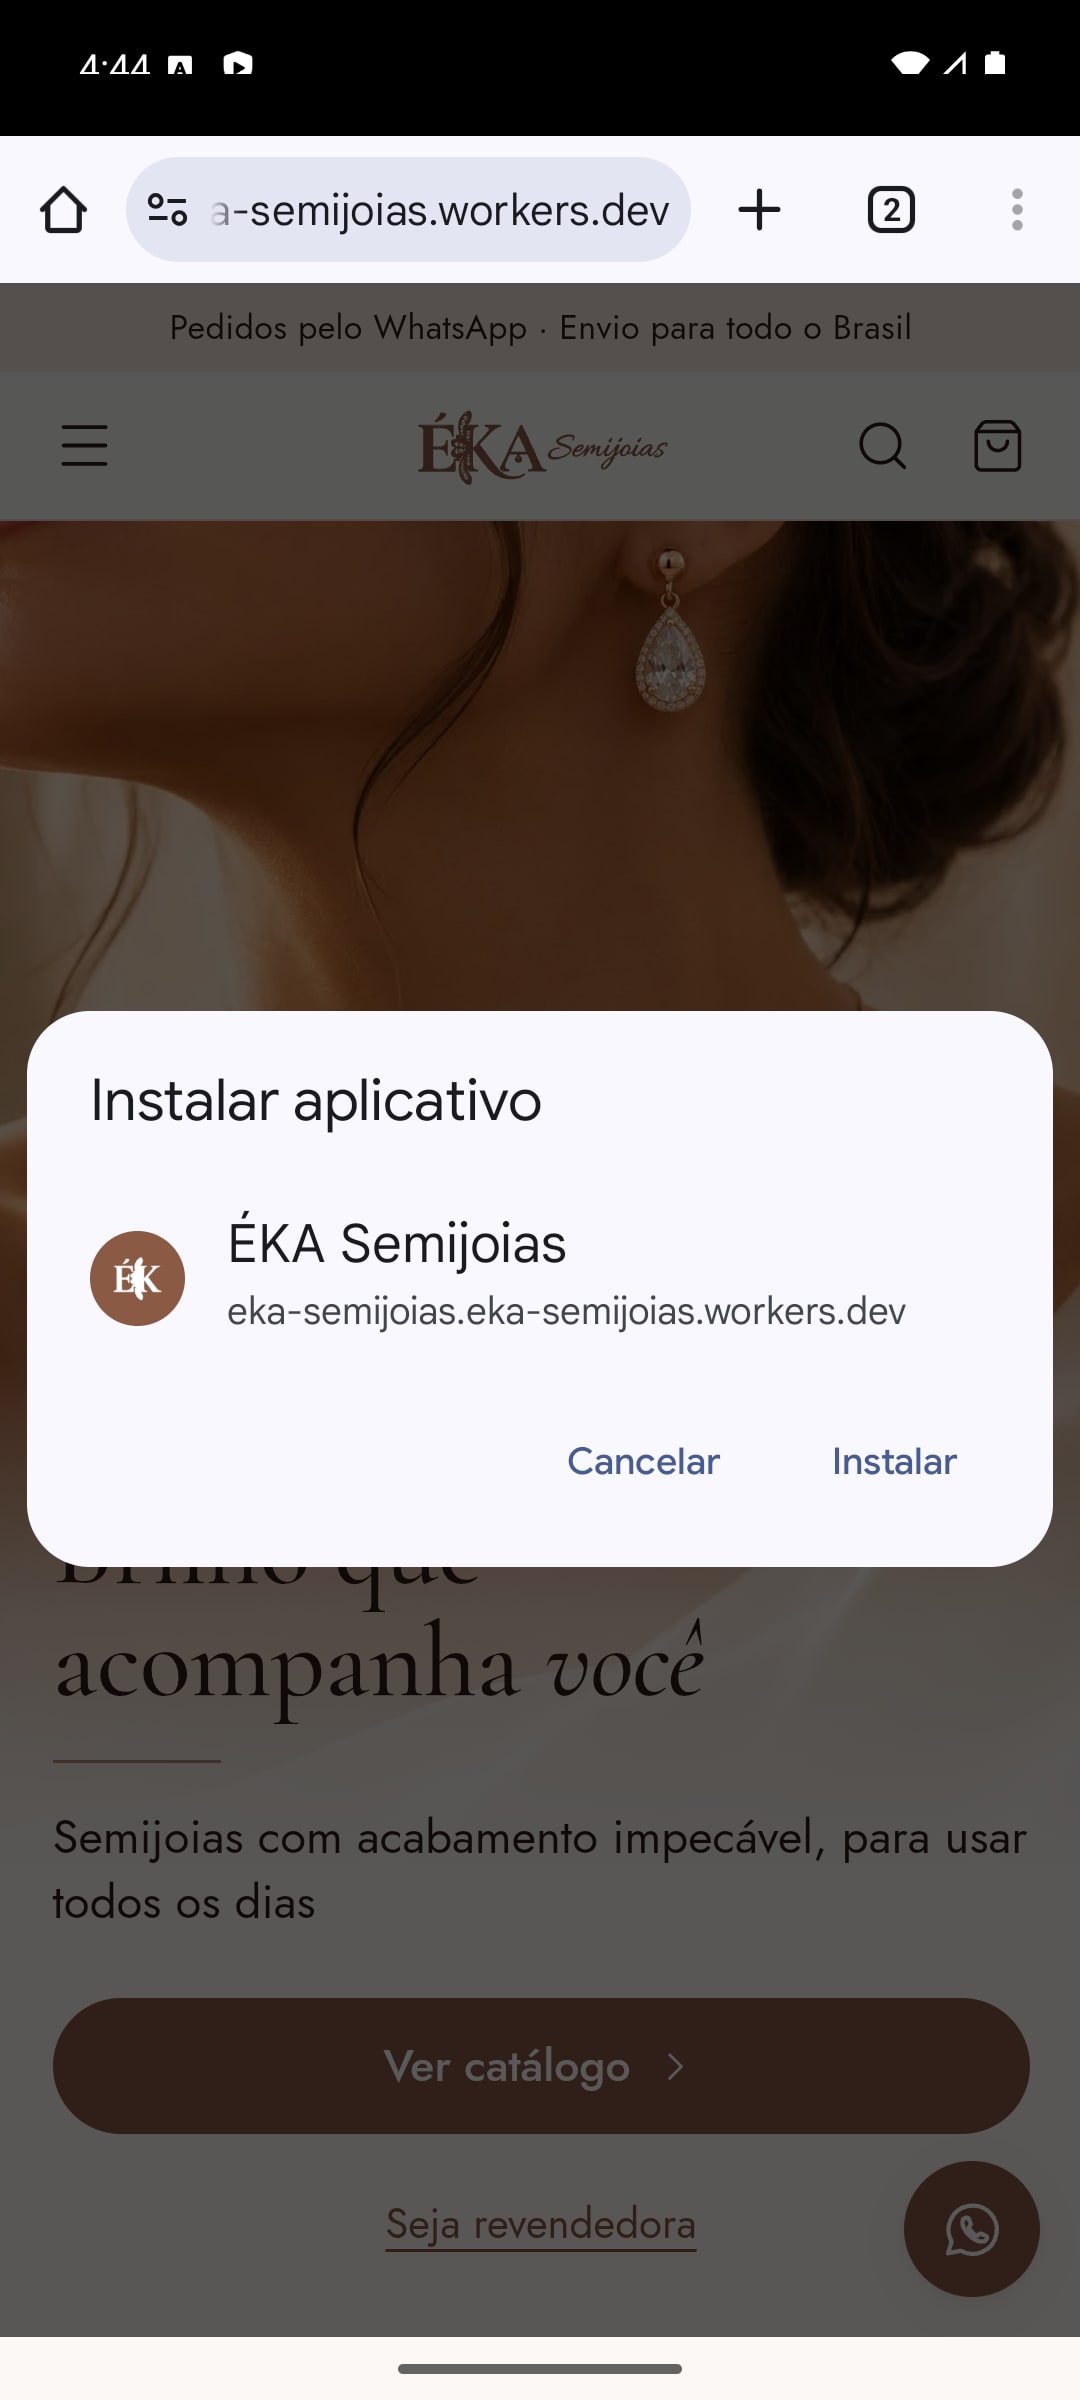 4:44
a-semijoias.workers.dev
2
Pedidos pelo WhatsApp · Envio para todo o Brasil
ÉKA Semijoias
Instalar aplicativo
ÉK
ÉKA Semijoias
eka-semijoias.eka-semijoias.workers.dev
Cancelar
Instalar
Brilho que
acompanha você
Semijoias com acabamento impecável, para usar
todos os dias
Ver catálogo
Seja revendedora